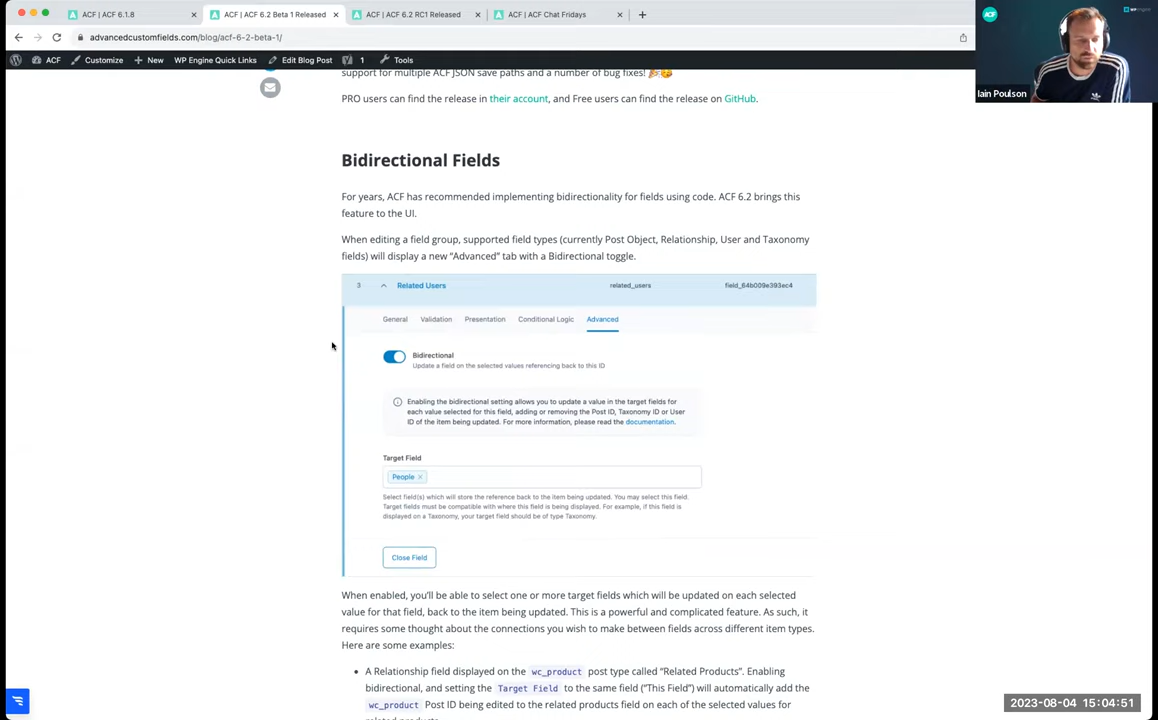 ACF | ACF 6.1.8
ACF | ACF 6.2 Beta 1 Released
ACF | ACF 6.2 RC1 Released
ACF | ACF Chat Fridays
advancedcustomfields.com/blog/acf-6-2-beta-1/
ACF
Customize
New
WP Engine Quick Links
Edit Blog Post
1
Tools
ACF
Iain Poulson
support for multiple ACF JSON save paths and a number of bug fixes! 🎉🥳
PRO users can find the release in their account, and Free users can find the release on GitHub.
Bidirectional Fields
For years, ACF has recommended implementing bidirectionality for fields using code. ACF 6.2 brings this
feature to the UI.
When editing a field group, supported field types (currently Post Object, Relationship, User and Taxonomy
fields) will display a new “Advanced” tab with a Bidirectional toggle.
3 Related Users related_users field_64b009e393ec4
General Validation Presentation Conditional Logic Advanced
Bidirectional
Update a field on the selected values referencing back to this ID
Enabling the bidirectional setting allows you to update a value in the target fields for
each value selected for this field, adding or removing the Post ID, Taxonomy ID or User
ID of the item being updated. For more information, please read the documentation.
Target Field
People ×
Select field(s) which will store the reference back to the item being updated. You may select this field.
Target fields must be compatible with where this field is being displayed. For example, if this field is
displayed on a Taxonomy, your target field should be of type Taxonomy.
Close Field
When enabled, you’ll be able to select one or more target fields which will be updated on each selected
value for that field, back to the item being updated. This is a powerful and complicated feature. As such, it
requires some thought about the connections you wish to make between fields across different item types.
Here are some examples:
• A Relationship field displayed on the wc_product post type called “Related Products”. Enabling
bidirectional, and setting the Target Field to the same field (“This Field”) will automatically add the
wc_product Post ID being edited to the related products field on each of the selected values for
2023-08-04 15:04:51